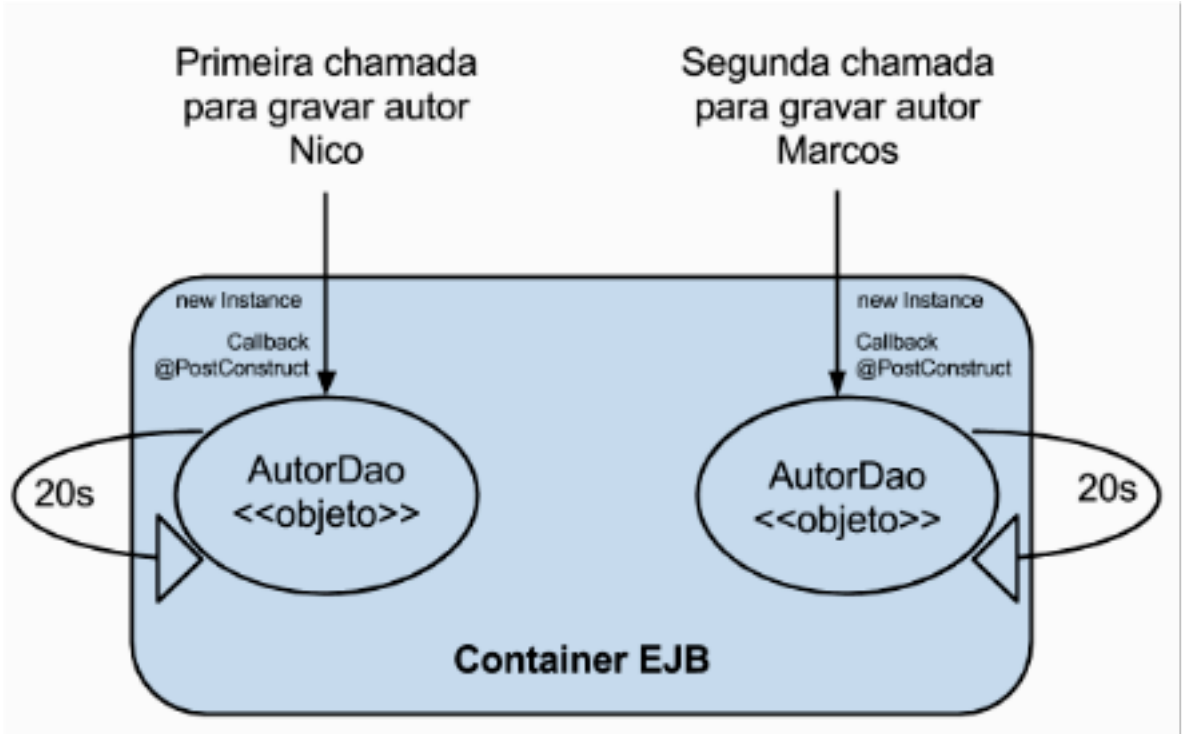 Primeira chamada
para gravar autor
Nico
Segunda chamada
para gravar autor
Marcos
new Instance
Callback
@PostConstruct
new Instance
Callback
@PostConstruct
20s
AutorDao
<<objeto>>
AutorDao
<<objeto>>
20s
Container EJB